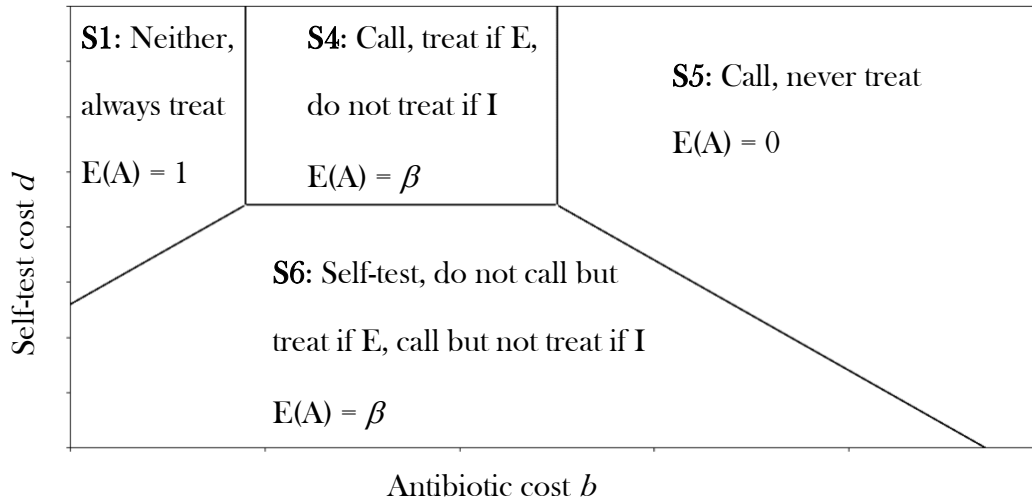 S1: Neither,
always treat
E(A) = 1
S4: Call, treat if E,
do not treat if I
E(A) = β
S5: Call, never treat
E(A) = 0
S6: Self-test, do not call but
treat if E, call but not treat if I
E(A) = β
Self-test cost d
Antibiotic cost b